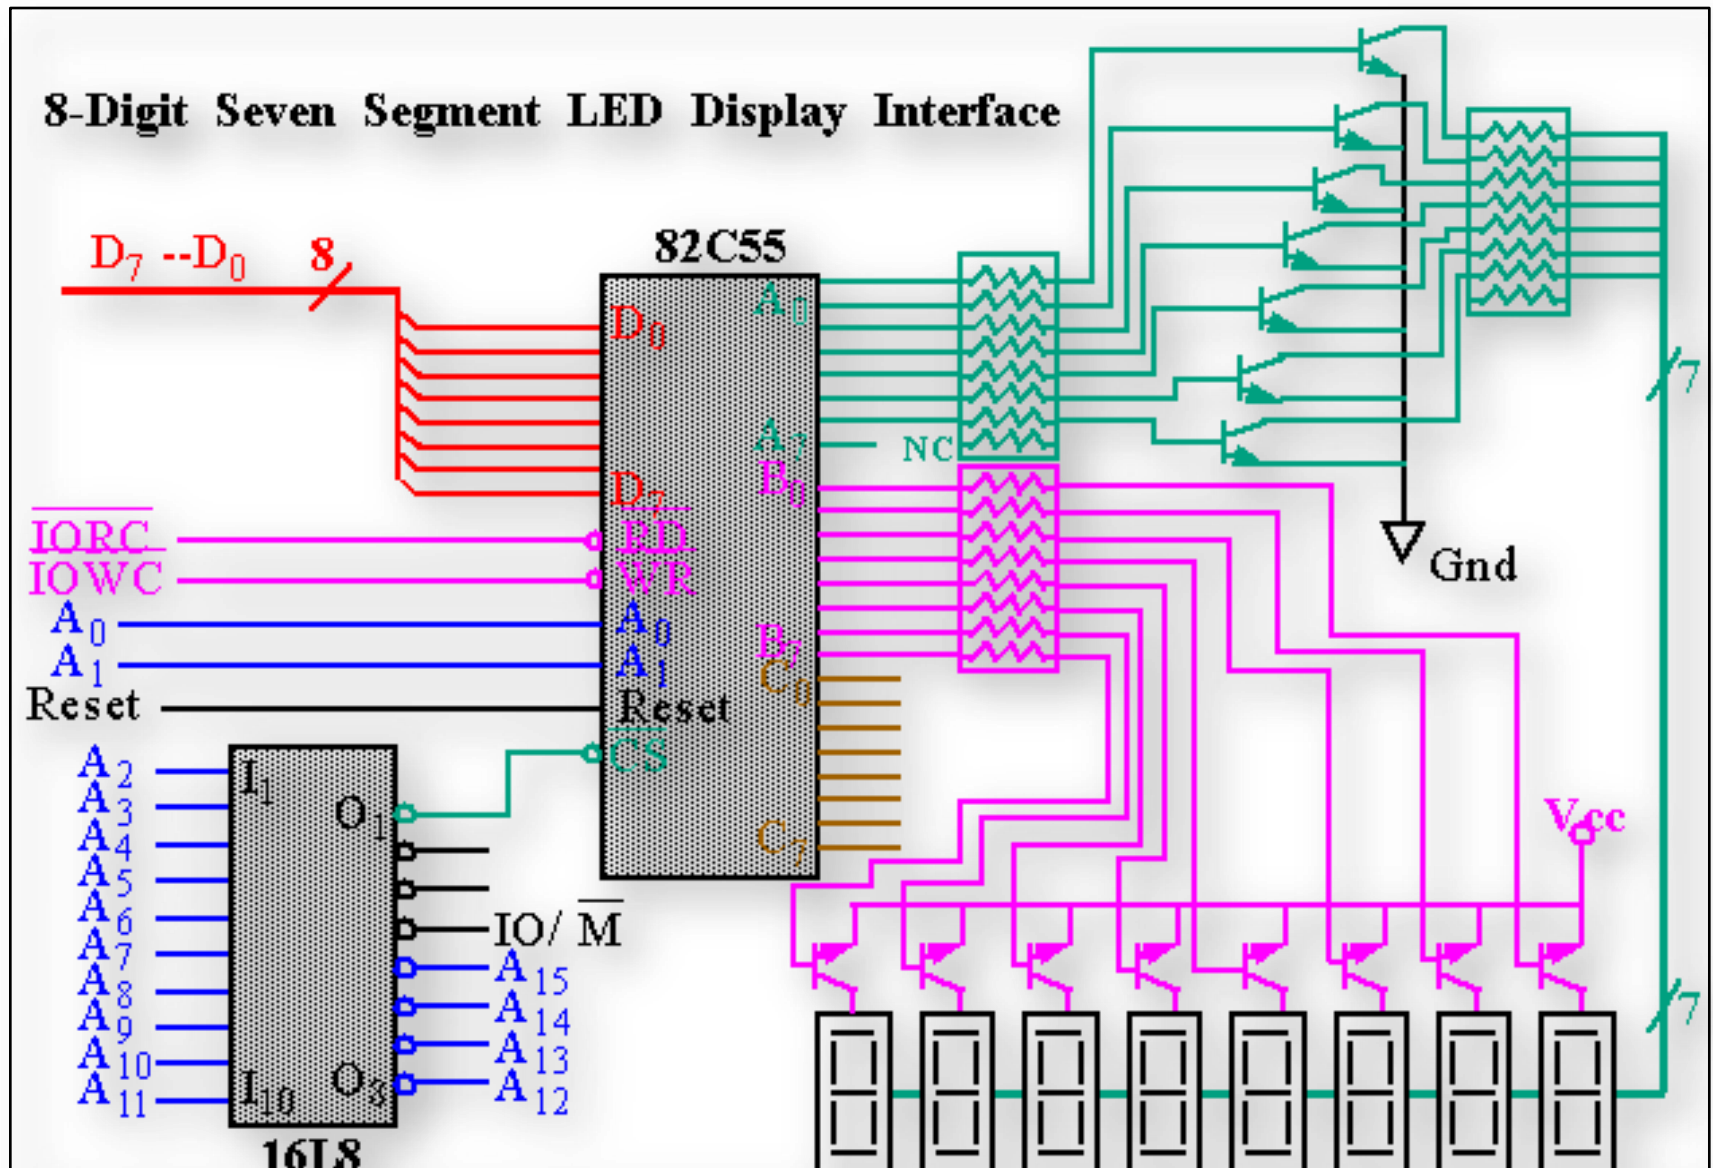 8-Digit Seven Segment LED Display Interface
D7 --D0 8
82C55
D0
A0
D7
A7 NC
B0
IORC RD
IOWC WR
A0 A0
A1 A1
B7
C0
Reset Reset
CS
C7
Gnd
Vcc
7
7
A2 I1
A3 O1
A4
A5
A6 IO/ M
A7 A15
A8 A14
A9 A13
A10 A12
A11 I10 O8
16L8